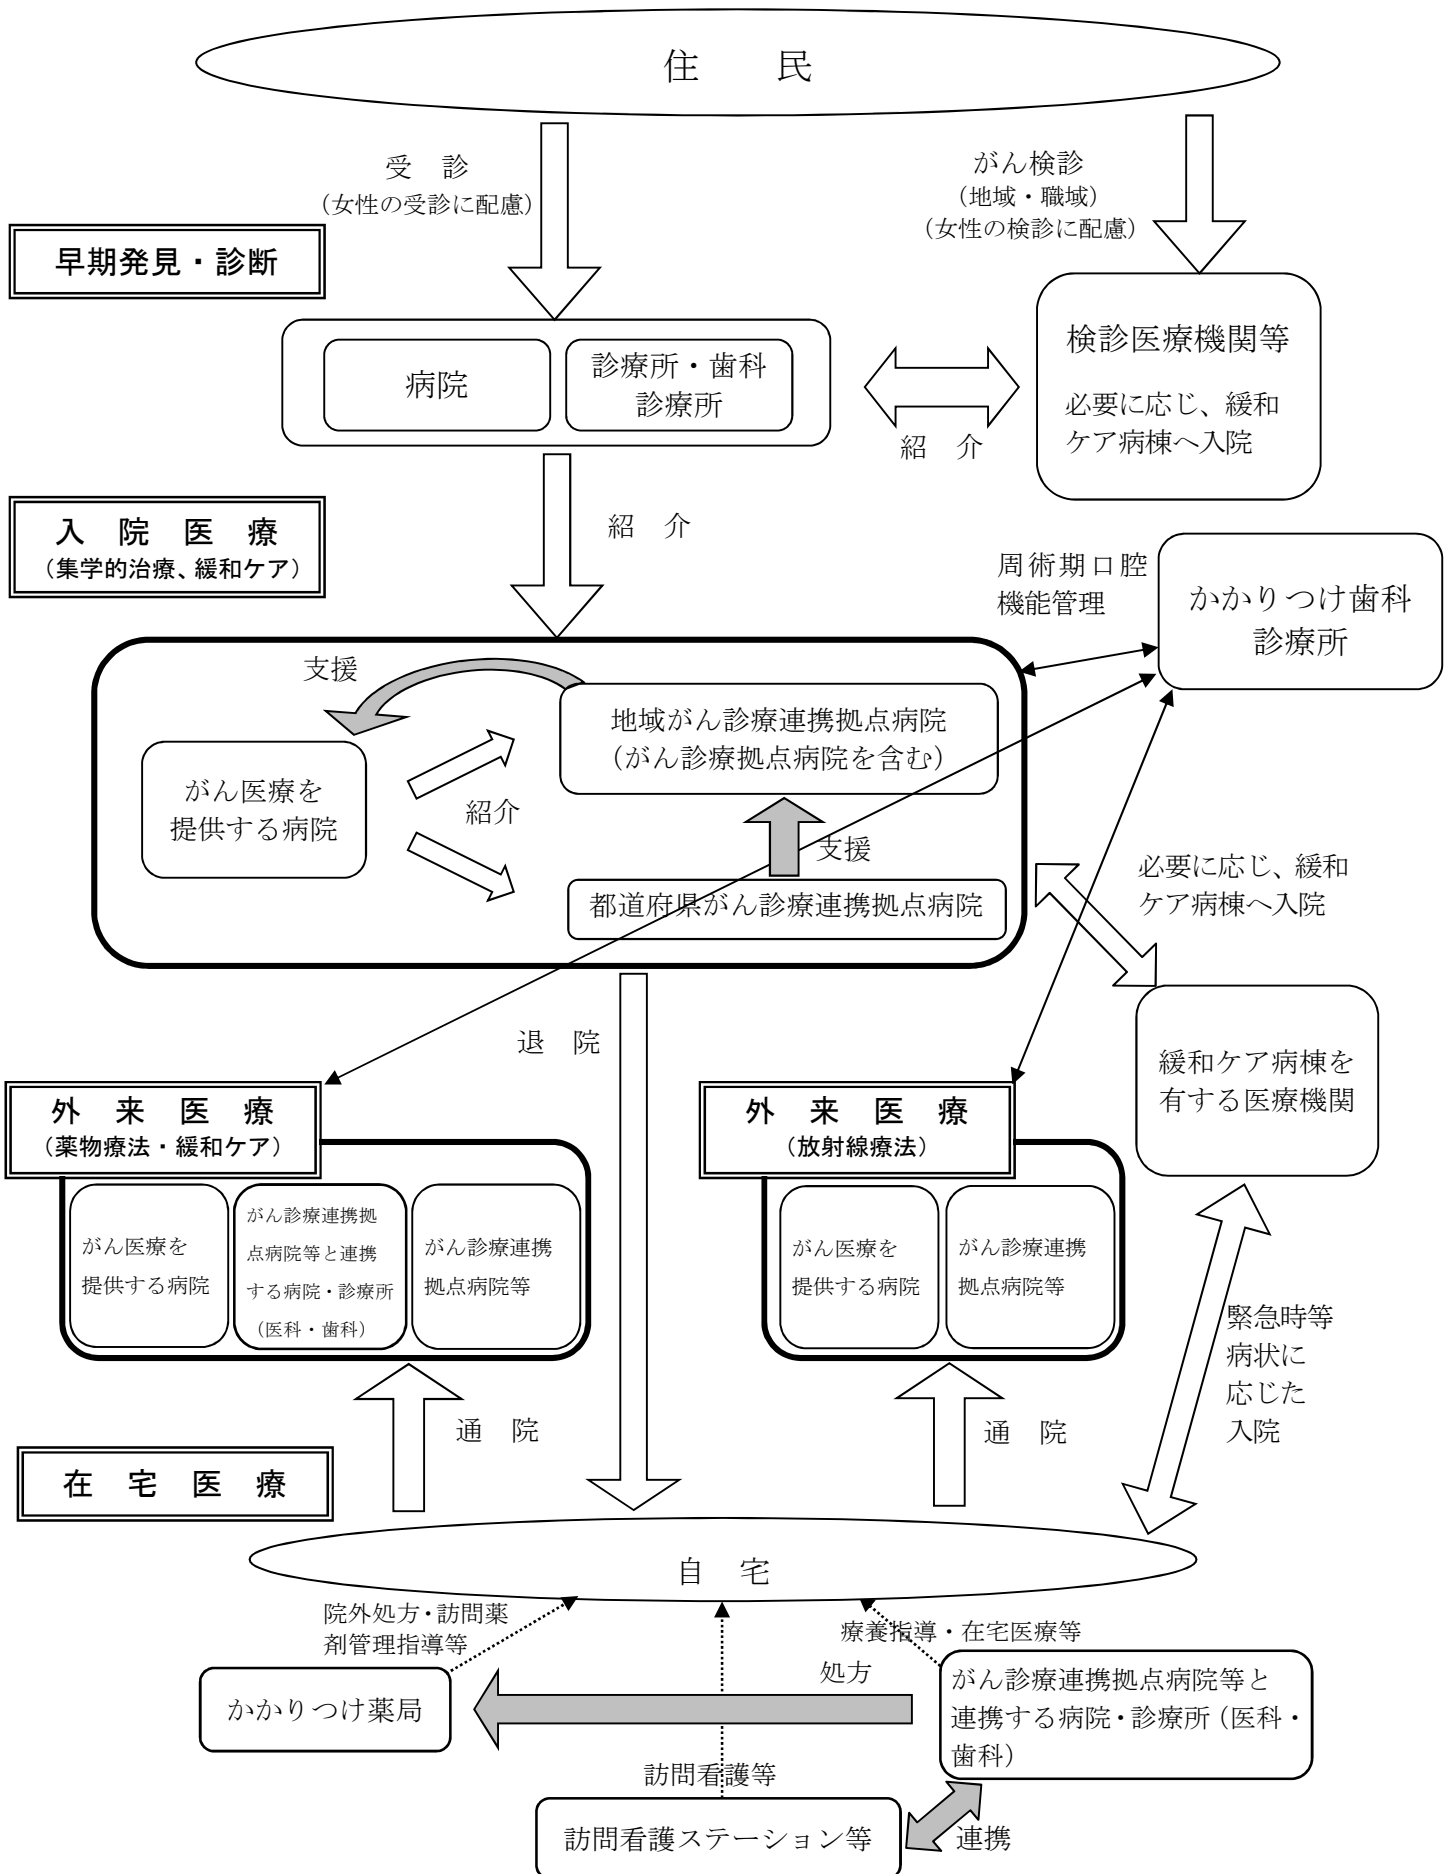 住　民
受　診
（女性の受診に配慮）
がん検診
（地域・職域）
（女性の検診に配慮）
早期発見・診断
病院
診療所・歯科
診療所
紹　介
検診医療機関等
必要に応じ、緩和
ケア病棟へ入院
入　院　医　療
（集学的治療、緩和ケア）
紹　介
周術期口腔
機能管理
かかりつけ歯科
診療所
支援
地域がん診療連携拠点病院
（がん診療拠点病院を含む）
がん医療を
提供する病院
紹介
支援
都道府県がん診療連携拠点病院
必要に応じ、緩和
ケア病棟へ入院
退　院
緩和ケア病棟を
有する医療機関
外　来　医　療
（薬物療法・緩和ケア）
がん医療を
提供する病院
がん診療連携拠
点病院等と連携
する病院・診療所
（医科・歯科）
がん診療連携
拠点病院等
外　来　医　療
（放射線療法）
がん医療を
提供する病院
がん診療連携
拠点病院等
緊急時等
病状に
応じた
入院
通　院
通　院
在　宅　医　療
自　宅
院外処方・訪問薬
剤管理指導等
療養指導・在宅医療等
処方
かかりつけ薬局
がん診療連携拠点病院等と
連携する病院・診療所（医科・
歯科）
訪問看護等
訪問看護ステーション等
連携